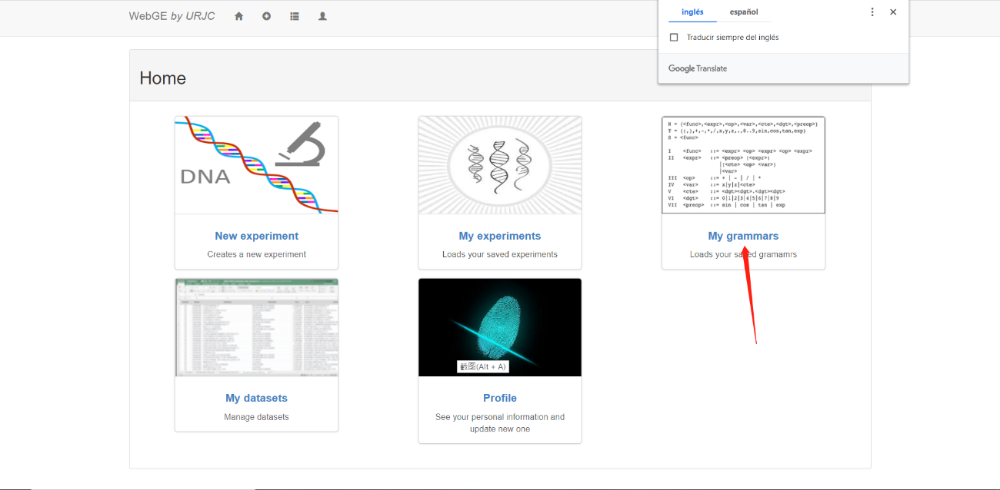 WebGE by URJC
inglés español
Traducir siempre del inglés
Google Translate
Home
DNA
New experiment
Creates a new experiment
My experiments
Loads your saved experiments
N = {<func>,<expr>,<op>,<var>,<cte>,<dgt>,<preop>}
T = {(,),+,-,*,/,x,y,z,.,0..9,sin,cos,tan,exp}
S = <func>
I <func> ::= <expr> <op> <expr> <op> <expr>
II <expr> ::= <preop> (<expr>)
|(<cte> <op> <var>)
|<var>
III <op> ::= + | - | / | *
IV <var> ::= x|y|z|<cte>
V <cte> ::= <dgt><dgt>.<dgt><dgt>
VI <dgt> ::= 0|1|2|3|4|5|6|7|8|9
VII <preop> ::= sin | cos | tan | exp
My grammars
Loads your saved gramamrs
My datasets
Manage datasets
截图(Alt + A)
Profile
See your personal information and
update new one